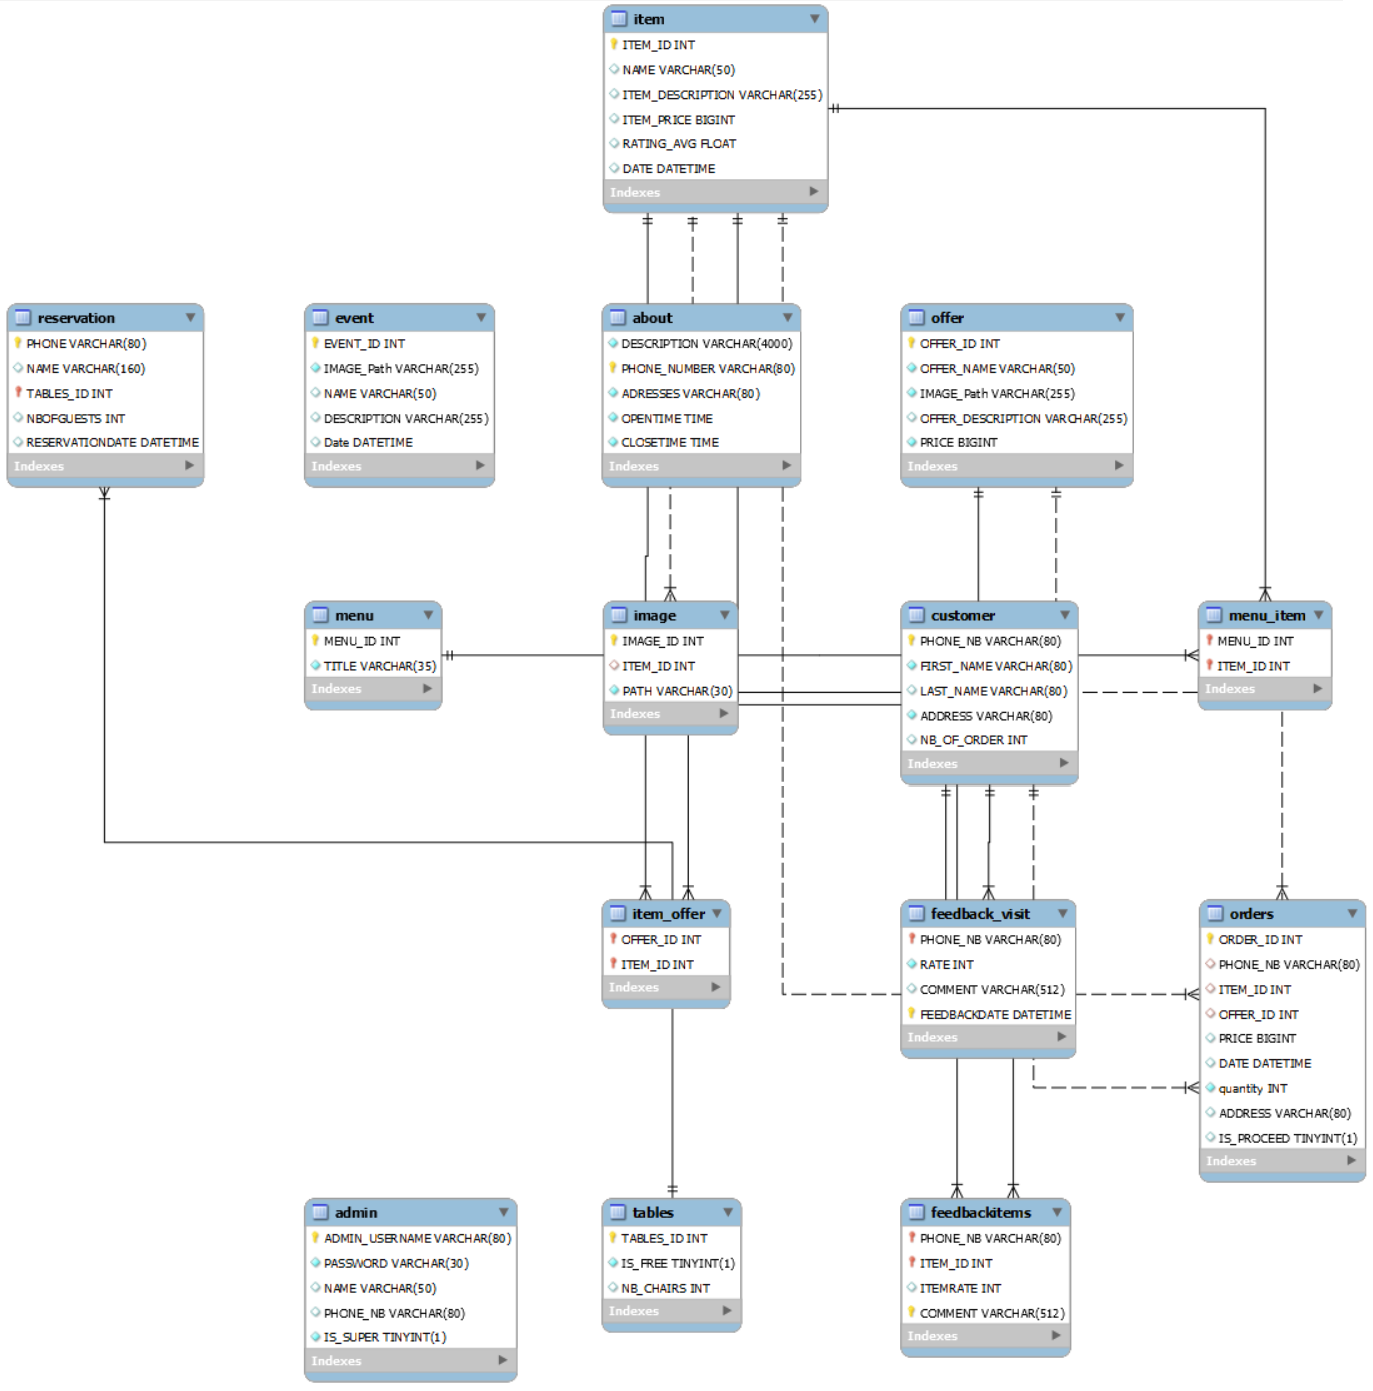 item
ITEM_ID INT
NAME VARCHAR(50)
ITEM_DESCRIPTION VARCHAR(255)
ITEM_PRICE BIGINT
RATING_AVG FLOAT
DATE DATETIME
Indexes
reservation
PHONE VARCHAR(80)
NAME VARCHAR(160)
TABLES_ID INT
NBOFGUESTS INT
RESERVATIONDATE DATETIME
Indexes
event
EVENT_ID INT
IMAGE_Path VARCHAR(255)
NAME VARCHAR(50)
DESCRIPTION VARCHAR(255)
Date DATETIME
Indexes
about
DESCRIPTION VARCHAR(4000)
PHONE_NUMBER VARCHAR(80)
ADRESSES VARCHAR(80)
OPENTIME TIME
CLOSETIME TIME
Indexes
offer
OFFER_ID INT
OFFER_NAME VARCHAR(50)
IMAGE_Path VARCHAR(255)
OFFER_DESCRIPTION VARCHAR(255)
PRICE BIGINT
Indexes
menu
MENU_ID INT
TITLE VARCHAR(35)
Indexes
image
IMAGE_ID INT
ITEM_ID INT
PATH VARCHAR(30)
Indexes
customer
PHONE_NB VARCHAR(80)
FIRST_NAME VARCHAR(80)
LAST_NAME VARCHAR(80)
ADDRESS VARCHAR(80)
NB_OF_ORDER INT
Indexes
menu_item
MENU_ID INT
ITEM_ID INT
Indexes
item_offer
OFFER_ID INT
ITEM_ID INT
Indexes
feedback_visit
PHONE_NB VARCHAR(80)
RATE INT
COMMENT VARCHAR(512)
FEEDBACKDATE DATETIME
Indexes
orders
ORDER_ID INT
PHONE_NB VARCHAR(80)
ITEM_ID INT
OFFER_ID INT
PRICE BIGINT
DATE DATETIME
quantity INT
ADDRESS VARCHAR(80)
IS_PROCEED TINYINT(1)
Indexes
admin
ADMIN_USERNAME VARCHAR(80)
PASSWORD VARCHAR(30)
NAME VARCHAR(50)
PHONE_NB VARCHAR(80)
IS_SUPER TINYINT(1)
Indexes
tables
TABLES_ID INT
IS_FREE TINYINT(1)
NB_CHAIRS INT
Indexes
feedbackitems
PHONE_NB VARCHAR(80)
ITEM_ID INT
ITEMRATE INT
COMMENT VARCHAR(512)
Indexes